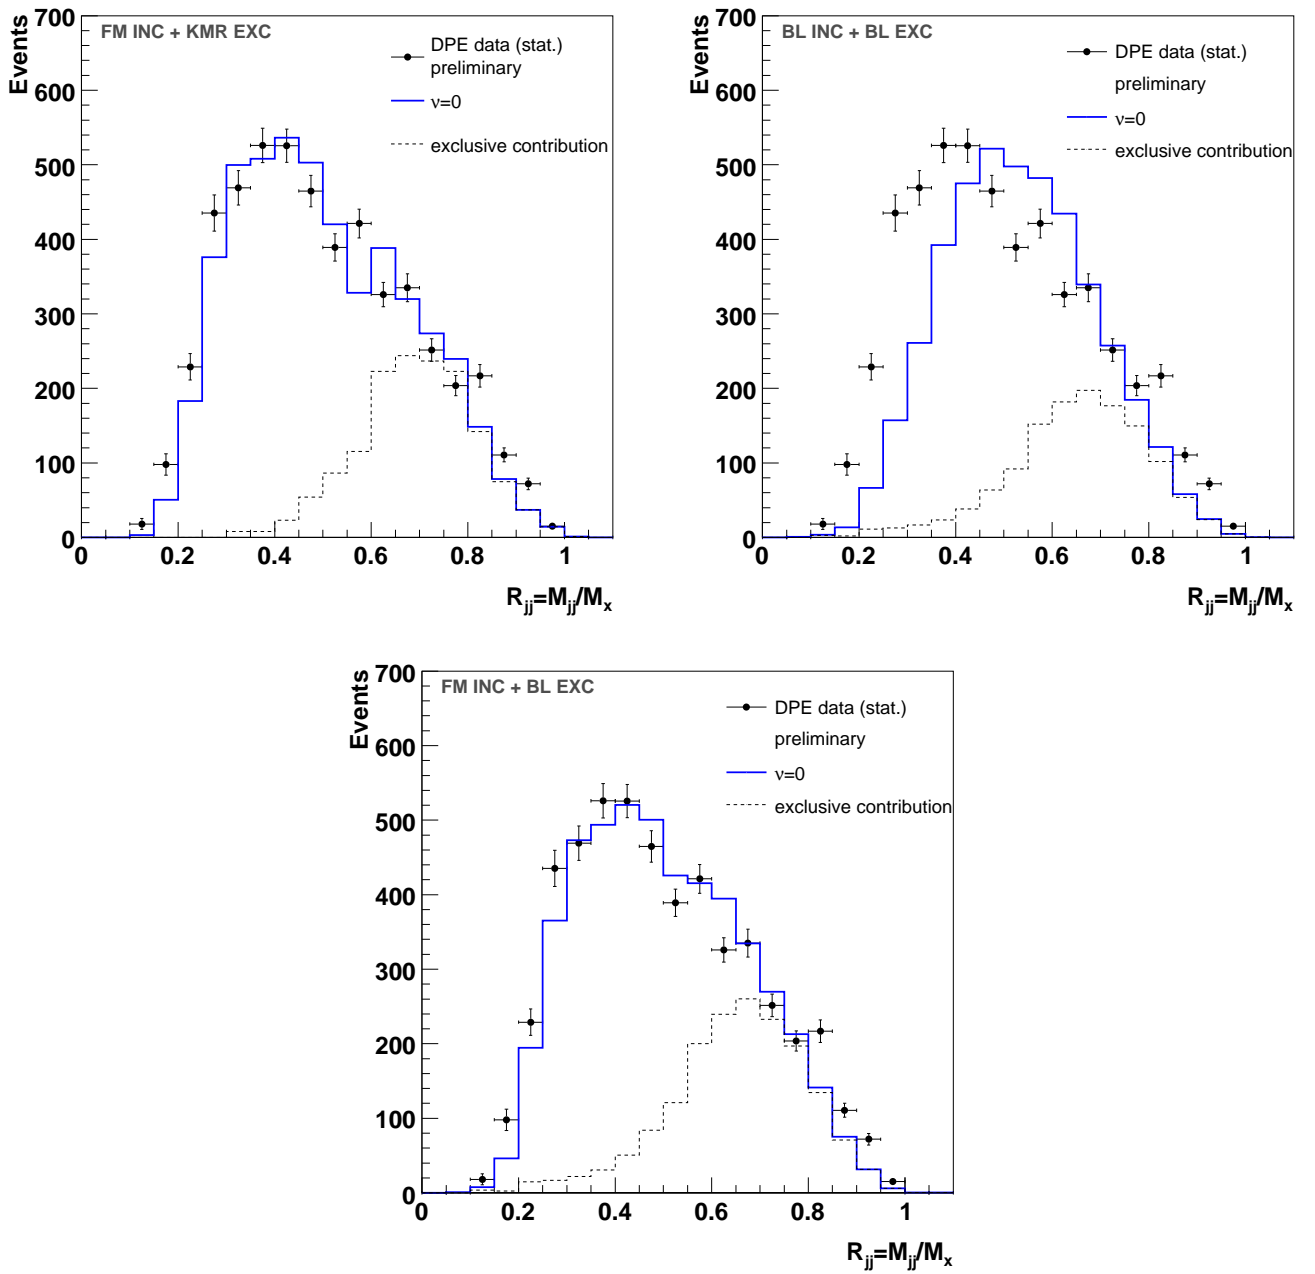 FM INC + KMR EXC
Events
700
600
500
400
300
200
100
0
DPE data (stat.)
preliminary
ν=0
exclusive contribution
0 0.2 0.4 0.6 0.8 1
R_jj=M_jj/M_x
BL INC + BL EXC
Events
700
600
500
400
300
200
100
0
DPE data (stat.)
preliminary
ν=0
exclusive contribution
0 0.2 0.4 0.6 0.8 1
R_jj=M_jj/M_x
FM INC + BL EXC
Events
700
600
500
400
300
200
100
0
DPE data (stat.)
preliminary
ν=0
exclusive contribution
0 0.2 0.4 0.6 0.8 1
R_jj=M_jj/M_x